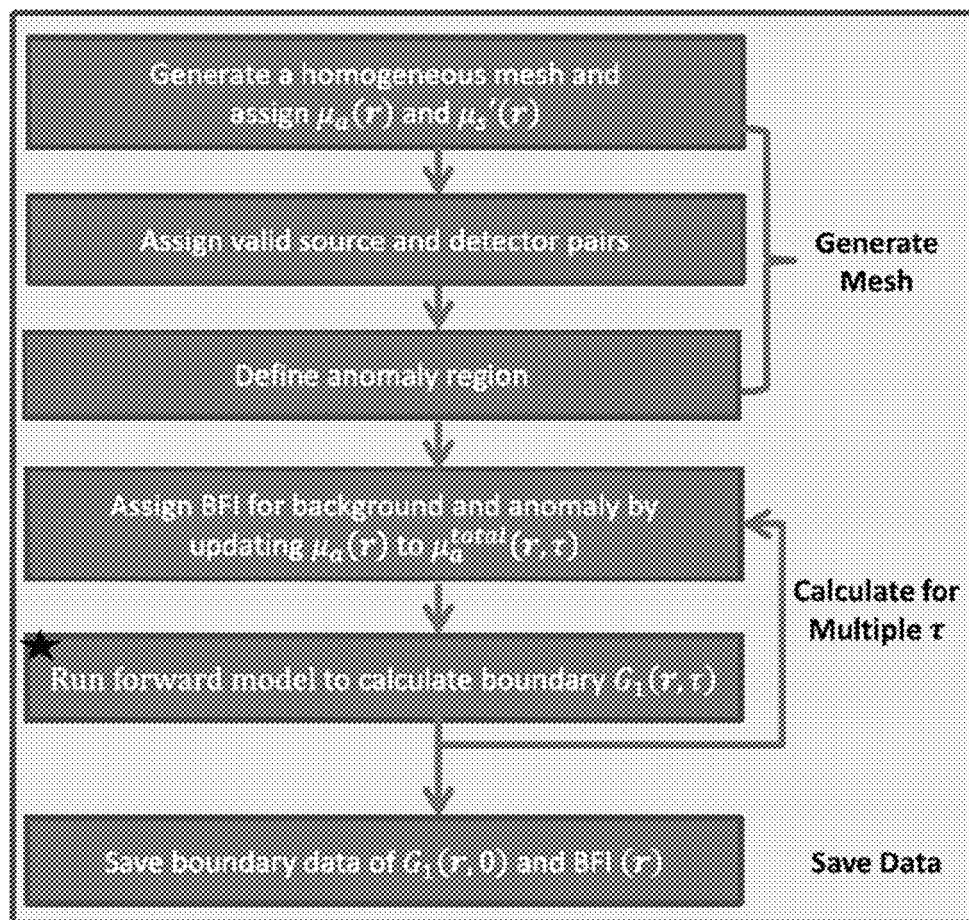 Generate a homogeneous mesh and
assign μₐ(r) and μₛ'(r)
Assign valid source and detector pairs
Generate
Mesh
Define anomaly region
Assign BFI for background and anomaly by
updating μₐ(r) to μₐᵗᵒᵗᵃˡ(r, τ)
Calculate for
Multiple τ
Run forward model to calculate boundary G₁(r, τ)
Save boundary data of G₁(r, 0) and BFI (r)
Save Data